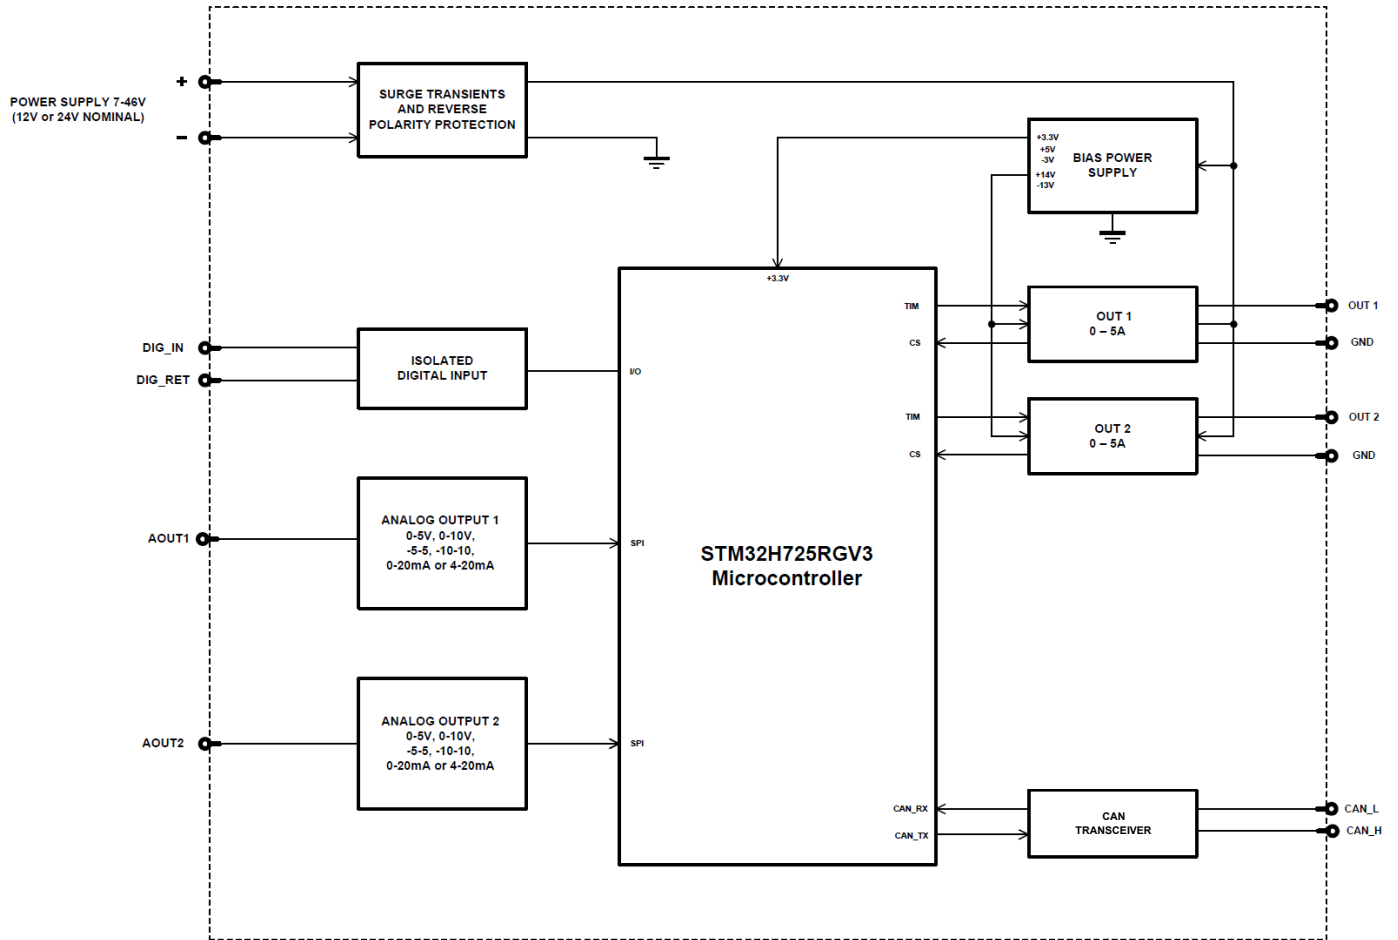 POWER SUPPLY 7-46V
(12V or 24V NOMINAL)
+
-
SURGE TRANSIENTS
AND REVERSE
POLARITY PROTECTION
+3.3V
+5V
-3V
+14V
-13V
BIAS POWER
SUPPLY
+3.3V
TIM
CS
OUT 1
0 – 5A
OUT 1
GND
DIG_IN
DIG_RET
ISOLATED
DIGITAL INPUT
I/O
TIM
CS
OUT 2
0 – 5A
OUT 2
GND
AOUT1
ANALOG OUTPUT 1
0-5V, 0-10V,
-5-5, -10-10,
0-20mA or 4-20mA
SPI
STM32H725RGV3
Microcontroller
AOUT2
ANALOG OUTPUT 2
0-5V, 0-10V,
-5-5, -10-10,
0-20mA or 4-20mA
SPI
CAN_RX
CAN_TX
CAN
TRANSCEIVER
CAN_L
CAN_H